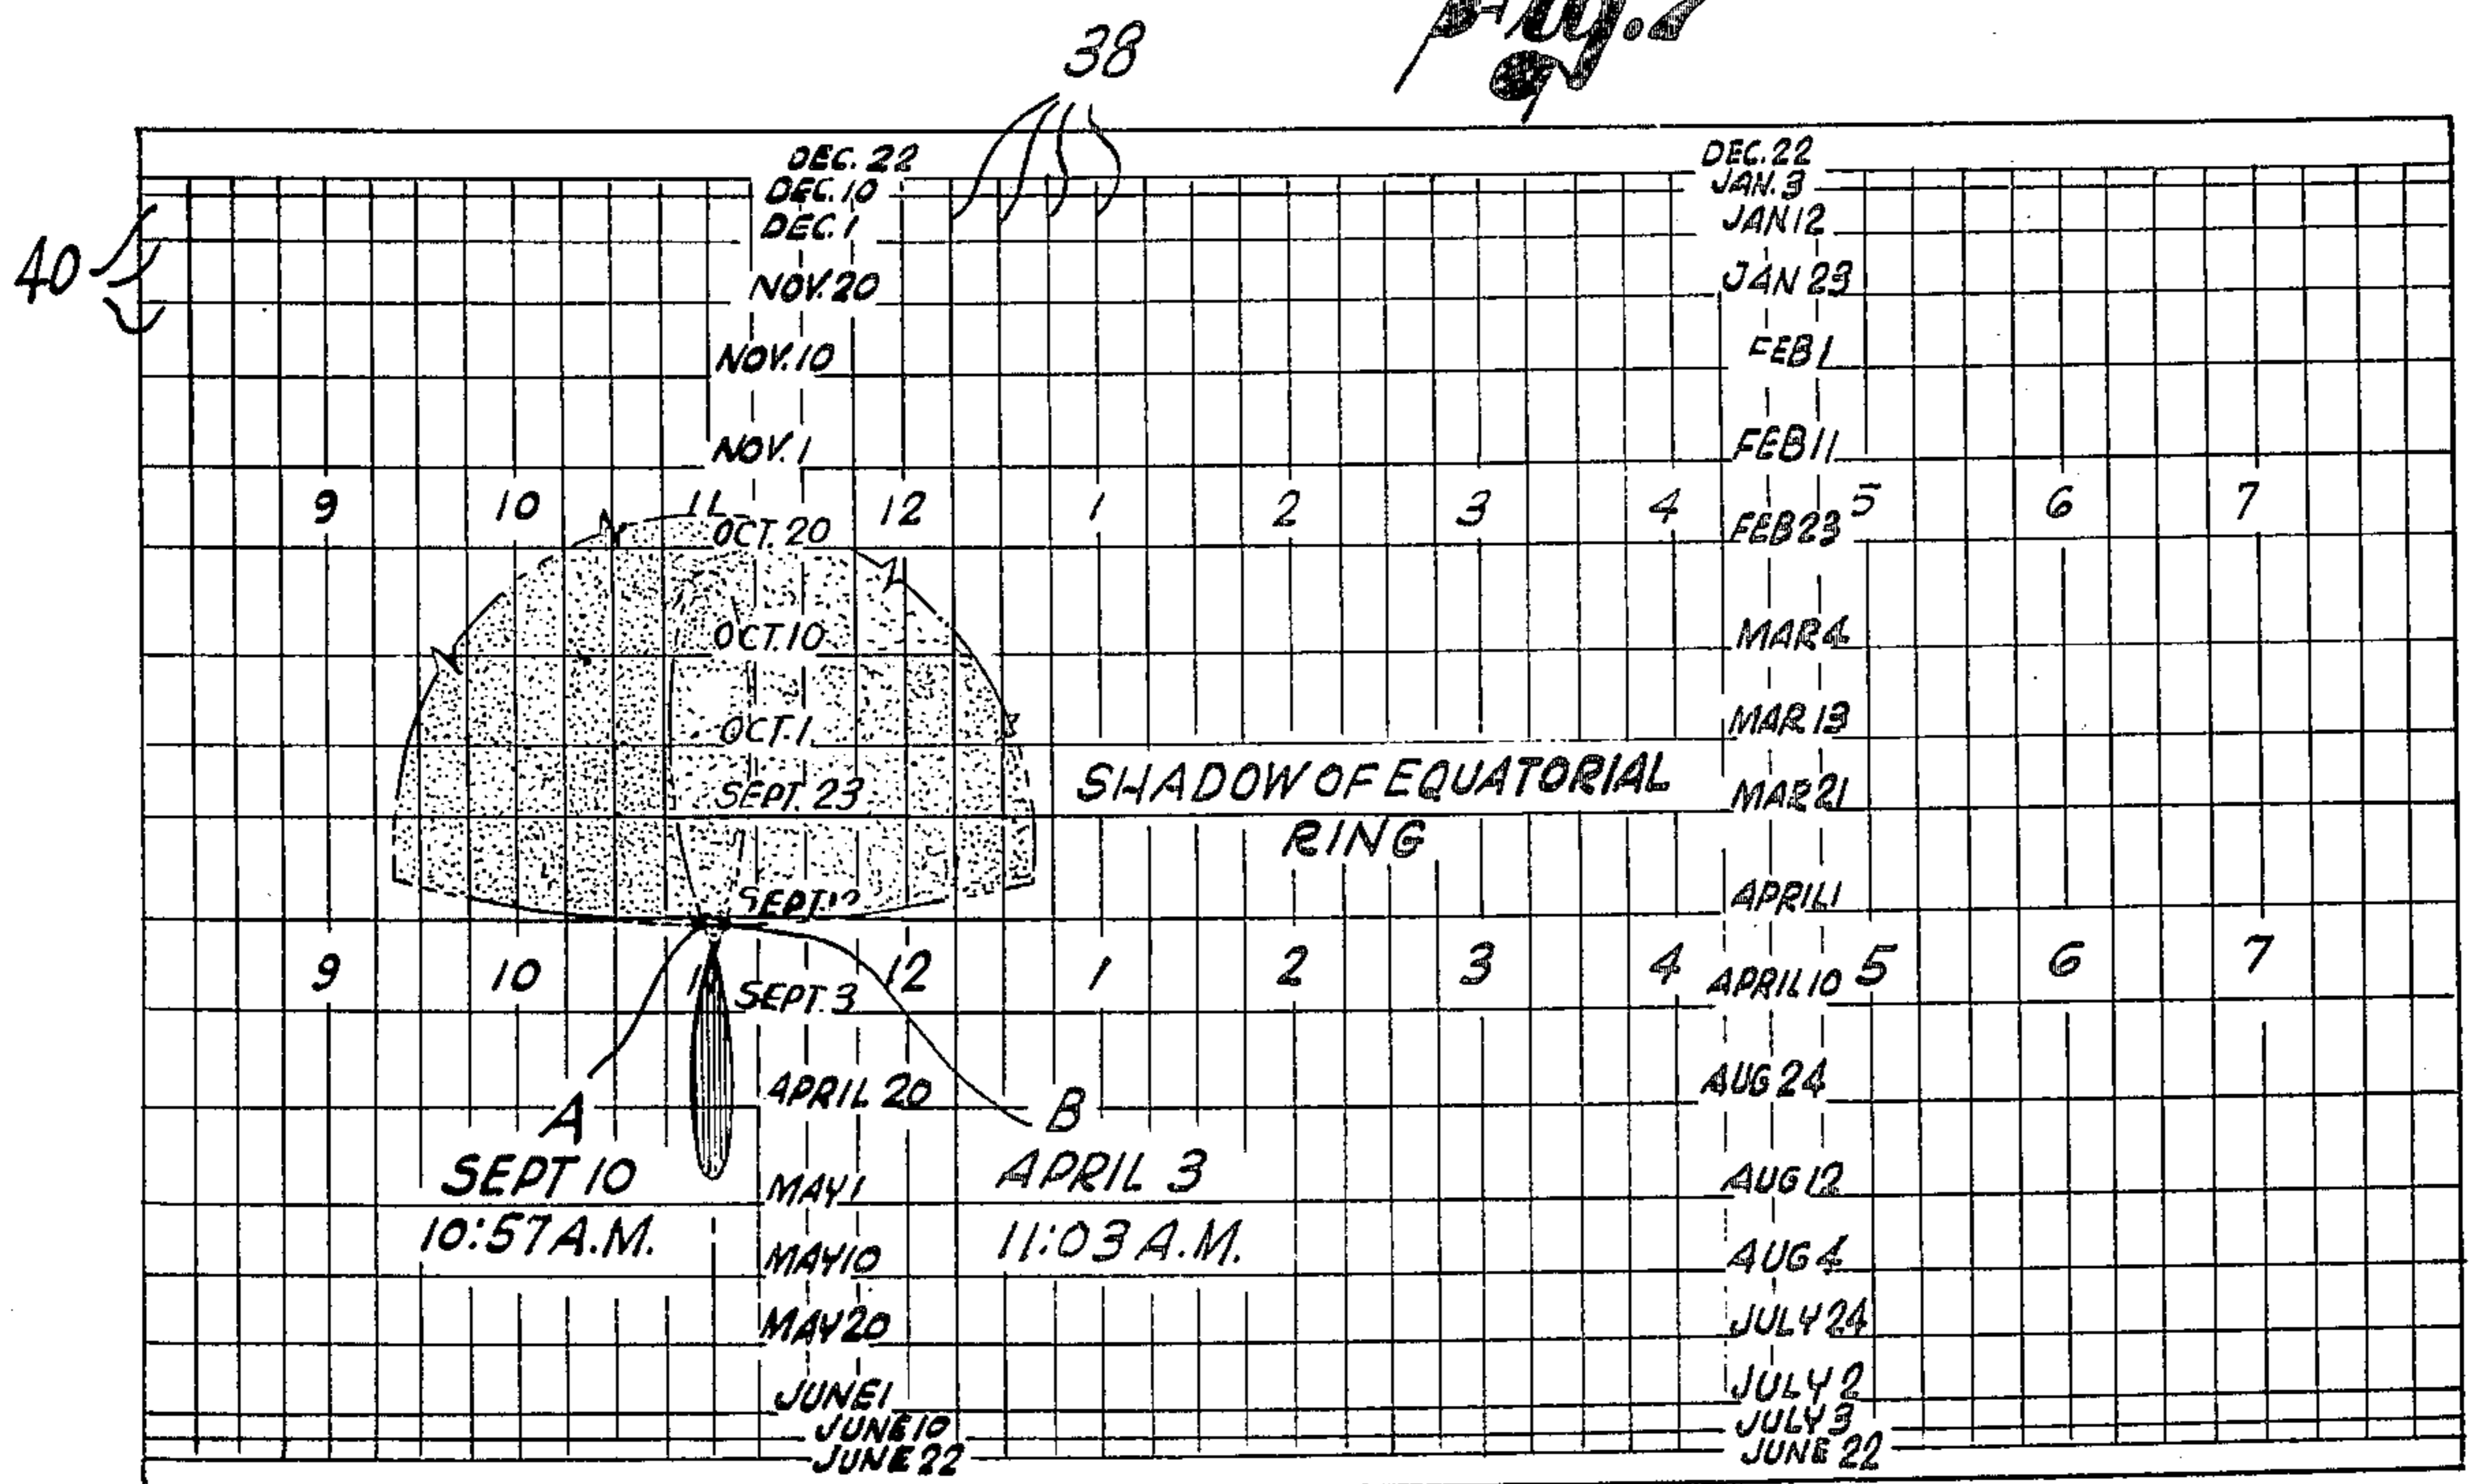 38
DEC. 22 DEC. 22
DEC. 10 JAN. 3
DEC. 1 JAN 12
40
NOV. 20 JAN 23
NOV. 10 FEB 1
NOV. 1 FEB 11
9 10 11 12 1 2 3 4 5 6 7
OCT. 20 FEB 23
OCT. 10 MAR 4
OCT. 1 MAR 13
SHADOW OF EQUATORIAL
SEPT. 23 MAR 21
RING
SEPT. APRIL 1
9 10 12 1 2 3 4 5 6 7
SEPT. 3 APRIL 10
APRIL 20 AUG 24
A B
SEPT 10 APRIL 3
MAY 1 AUG 12
10:57 A.M. 11:03 A.M.
MAY 10 AUG 4
MAY 20 JULY 24
JUNE 1 JULY 2
JUNE 10 JULY 3
JUNE 22 JUNE 22